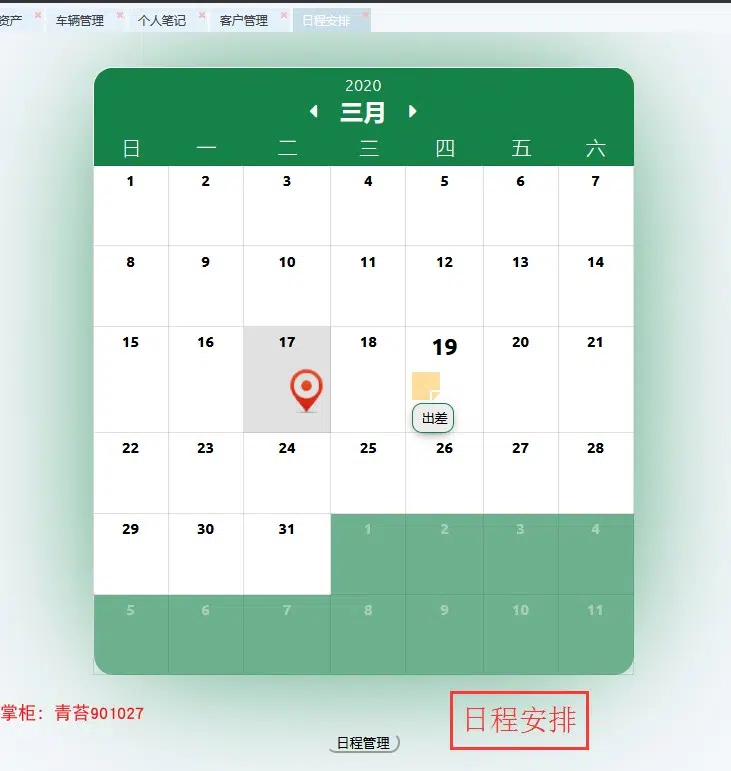 资产 车辆管理 个人笔记 客户管理 日程安排
2020
三月
日 一 二 三 四 五 六
1 2 3 4 5 6 7
8 9 10 11 12 13 14
15 16 17 18 19 20 21
出差
22 23 24 25 26 27 28
29 30 31 1 2 3 4
5 6 7 8 9 10 11
掌柜：青苔901027
日程安排
日程管理